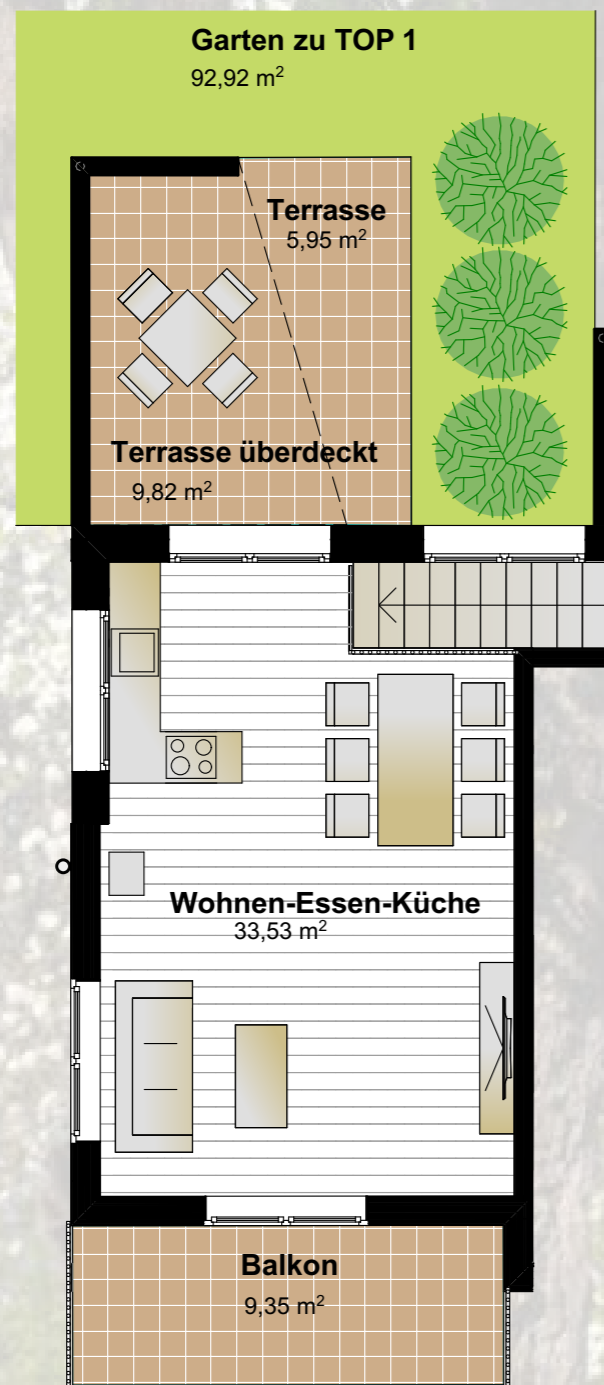 Garten zu TOP 1
92,92 m²
Terrasse
5,95 m²
Terrasse überdeckt
9,82 m²
Wohnen-Essen-Küche
33,53 m²
Balkon
9,35 m²